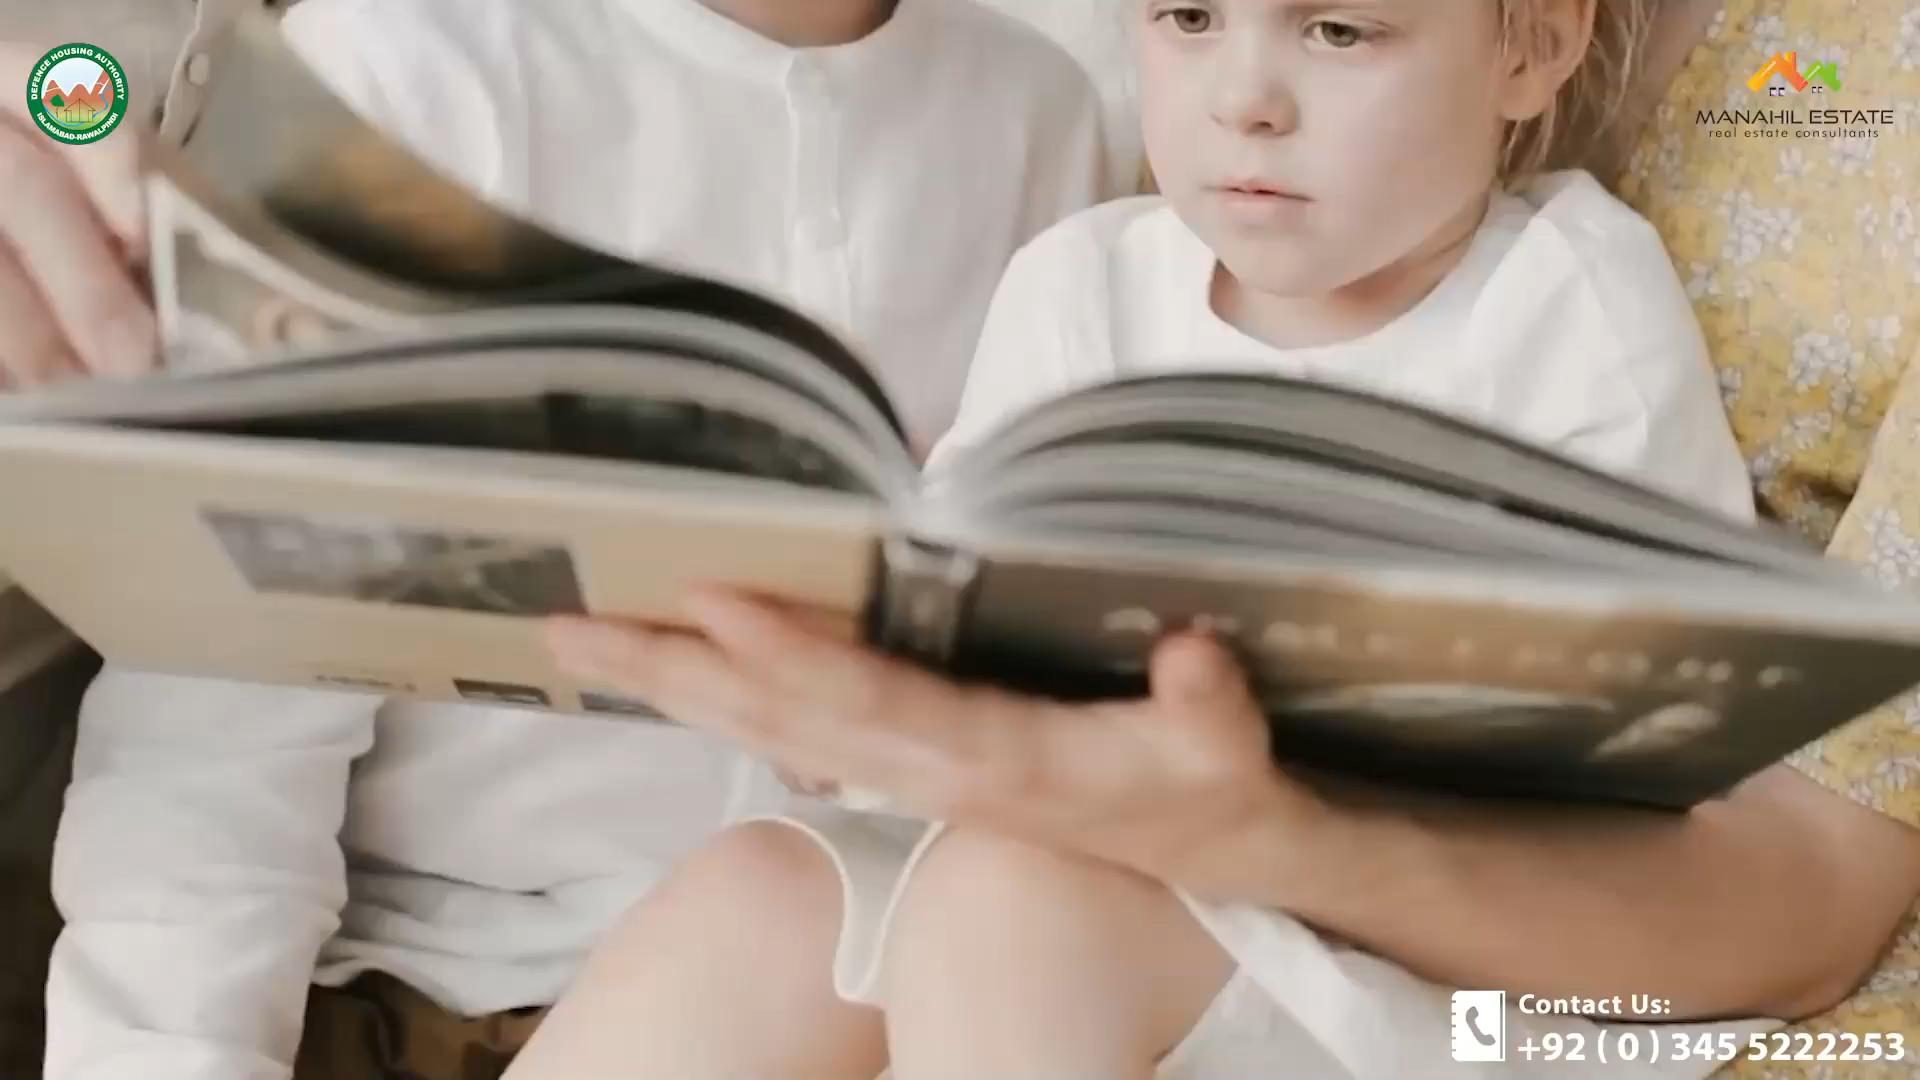 DEFENCE HOUSING AUTHORITY
ISLAMABAD-RAWALPINDI
MANAHIL ESTATE
real estate consultants
Contact Us:
+92 ( 0 ) 345 5222253